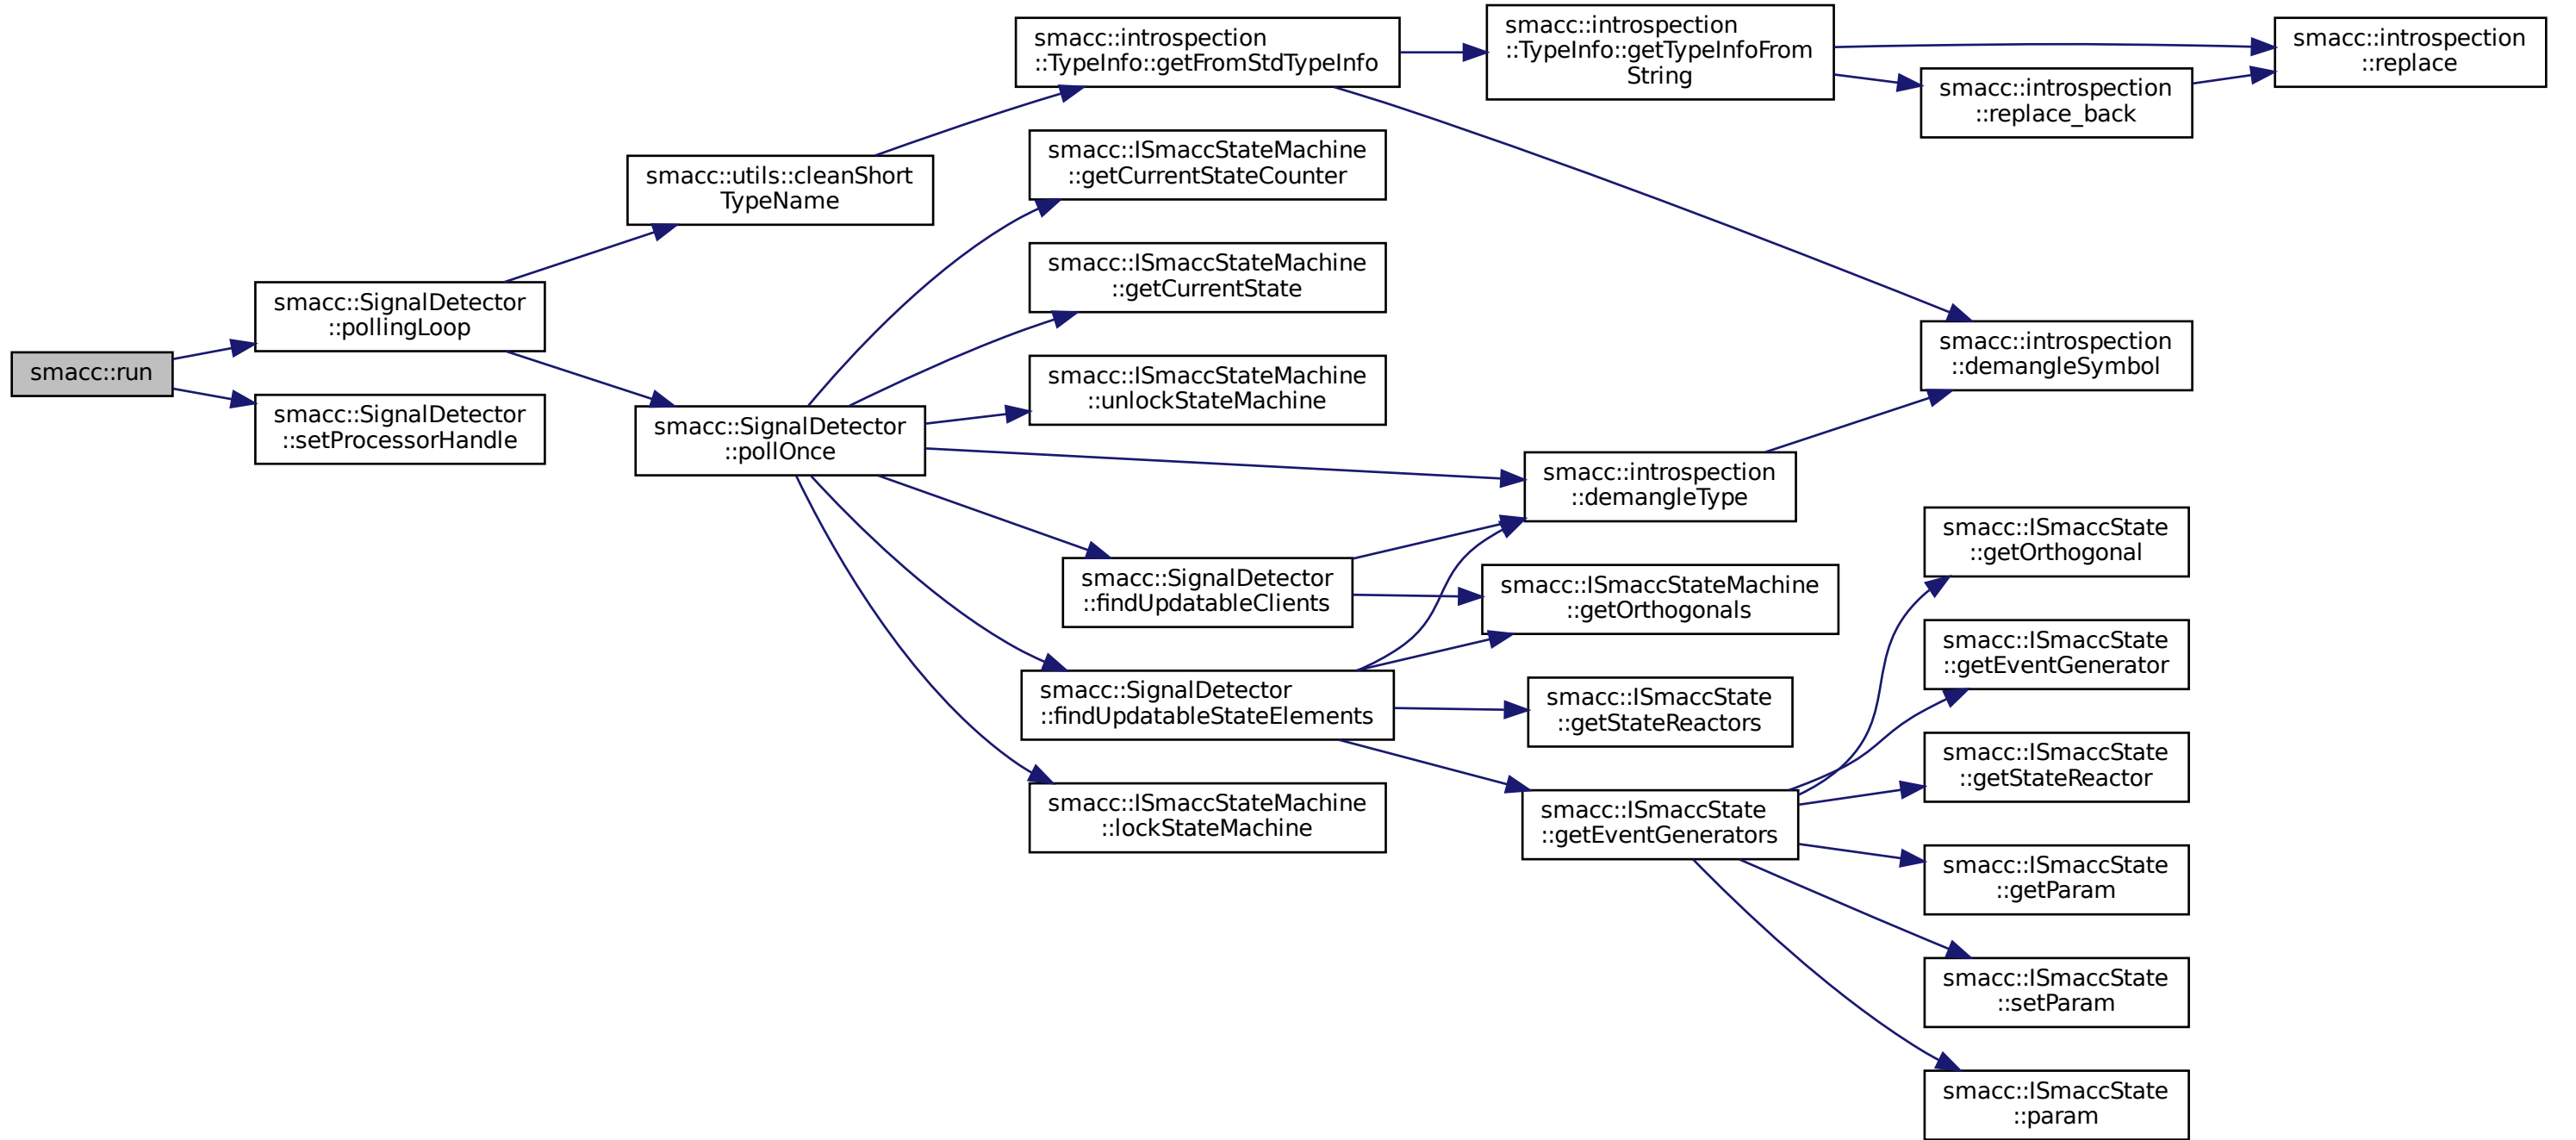 smacc::run
smacc::SignalDetector
::pollingLoop
smacc::SignalDetector
::setProcessorHandle
smacc::utils::cleanShort
TypeName
smacc::SignalDetector
::pollOnce
smacc::introspection
::TypeInfo::getFromStdTypeInfo
smacc::ISmaccStateMachine
::getCurrentStateCounter
smacc::ISmaccStateMachine
::getCurrentState
smacc::ISmaccStateMachine
::unlockStateMachine
smacc::SignalDetector
::findUpdatableClients
smacc::SignalDetector
::findUpdatableStateElements
smacc::ISmaccStateMachine
::lockStateMachine
smacc::introspection
::TypeInfo::getTypeInfoFrom
String
smacc::introspection
::demangleType
smacc::ISmaccStateMachine
::getOrthogonals
smacc::ISmaccState
::getStateReactors
smacc::ISmaccState
::getEventGenerators
smacc::introspection
::replace_back
smacc::introspection
::demangleSymbol
smacc::ISmaccState
::getOrthogonal
smacc::ISmaccState
::getEventGenerator
smacc::ISmaccState
::getStateReactor
smacc::ISmaccState
::getParam
smacc::ISmaccState
::setParam
smacc::ISmaccState
::param
smacc::introspection
::replace